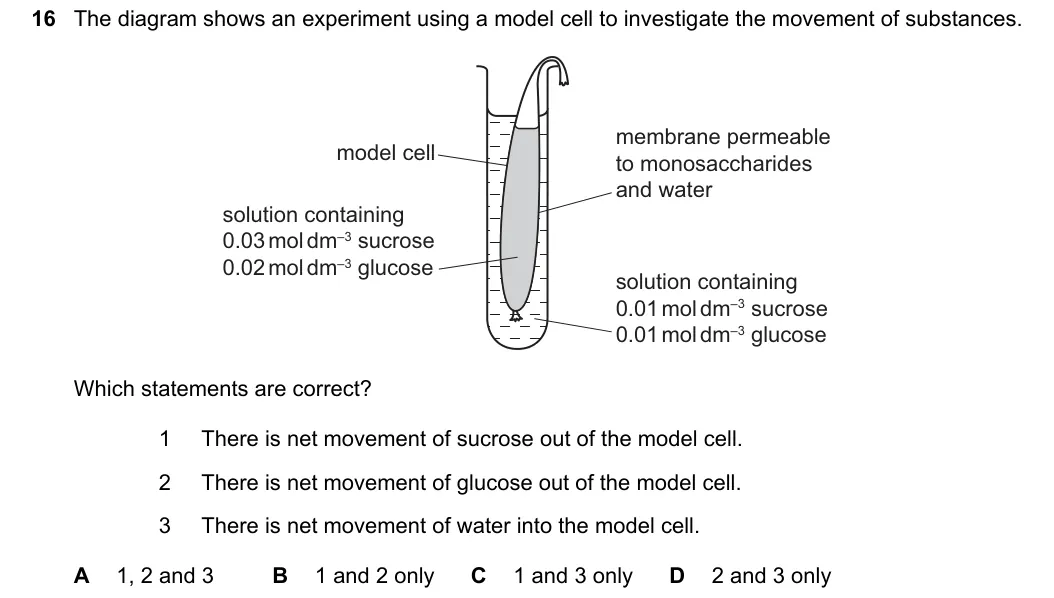 16 The diagram shows an experiment using a model cell to investigate the movement of substances.
model cell
membrane permeable
to monosaccharides
and water
solution containing
0.03 mol dm⁻³ sucrose
0.02 mol dm⁻³ glucose
solution containing
0.01 mol dm⁻³ sucrose
0.01 mol dm⁻³ glucose
Which statements are correct?
1 There is net movement of sucrose out of the model cell.
2 There is net movement of glucose out of the model cell.
3 There is net movement of water into the model cell.
A 1, 2 and 3 B 1 and 2 only C 1 and 3 only D 2 and 3 only